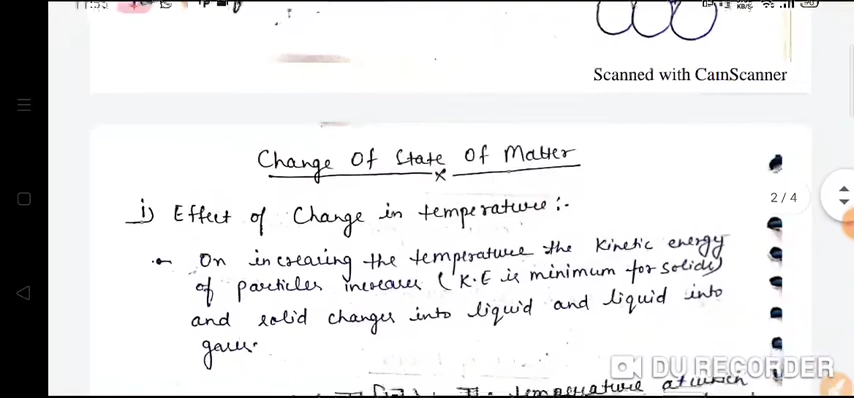 Scanned with CamScanner
Change Of State Of Matter
i) Effect of Change in temperature :-
On increasing the temperature the kinetic energy
of particles increases (K.E is minimum for solids)
2/4
and solid changes into liquid and liquid into
gases.
DU RECORDER
temperature at which